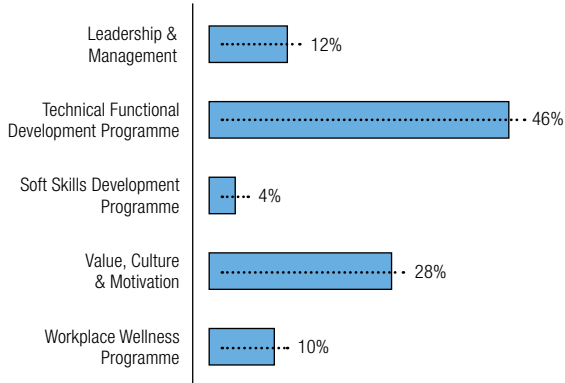 Leadership &
Management
12%
Technical Functional
Development Programme
46%
Soft Skills Development
Programme
4%
Value, Culture
& Motivation
28%
Workplace Wellness
Programme
10%